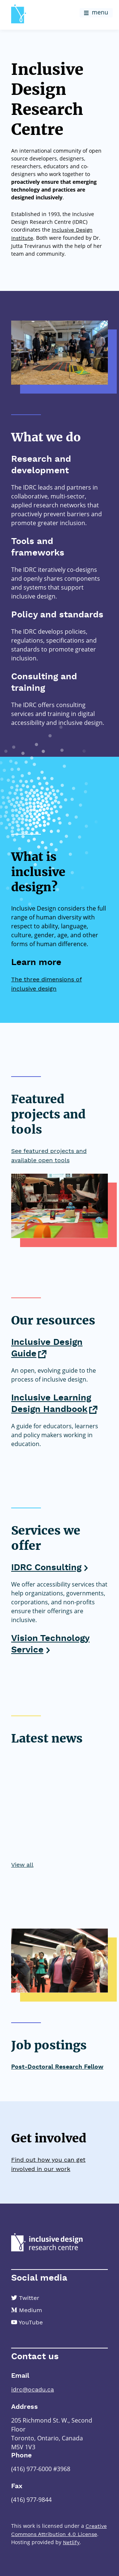 menu
Inclusive
Design
Research
Centre
An international community of open
source developers, designers,
researchers, educators and co-
designers who work together to
proactively ensure that emerging
technology and practices are
designed inclusively.
Established in 1993, the Inclusive
Design Research Centre (IDRC)
coordinates the Inclusive Design
Institute. Both were founded by Dr.
Jutta Treviranus with the help of her
team and community.
What we do
Research and
development
The IDRC leads and partners in
collaborative, multi-sector,
applied research networks that
proactively prevent barriers and
promote greater inclusion.
Tools and
frameworks
The IDRC iteratively co-designs
and openly shares components
and systems that support
inclusive design.
Policy and standards
The IDRC develops policies,
regulations, specifications and
standards to promote greater
inclusion.
Consulting and
training
The IDRC offers consulting
services and training in digital
accessibility and inclusive design.
What is
inclusive
design?
Inclusive Design considers the full
range of human diversity with
respect to ability, language,
culture, gender, age, and other
forms of human difference.
Learn more
The three dimensions of
inclusive design
Featured
projects and
tools
See featured projects and
available open tools
Our resources
Inclusive Design
Guide
An open, evolving guide to the
process of inclusive design.
Inclusive Learning
Design Handbook
A guide for educators, learners
and policy makers working in
education.
Services we
offer
IDRC Consulting
We offer accessibility services that
help organizations, governments,
corporations, and non-profits
ensure their offerings are
inclusive.
Vision Technology
Service
Latest news
View all
Job postings
Post-Doctoral Research Fellow
Get involved
Find out how you can get
involved in our work
inclusive design
research centre
Social media
Twitter
Medium
YouTube
Contact us
Email
idrc@ocadu.ca
Address
205 Richmond St. W., Second
Floor
Toronto, Ontario, Canada
M5V 1V3
Phone
(416) 977-6000 #3968
Fax
(416) 977-9844
This work is licensed under a Creative
Commons Attribution 4.0 License.
Hosting provided by Netlify.